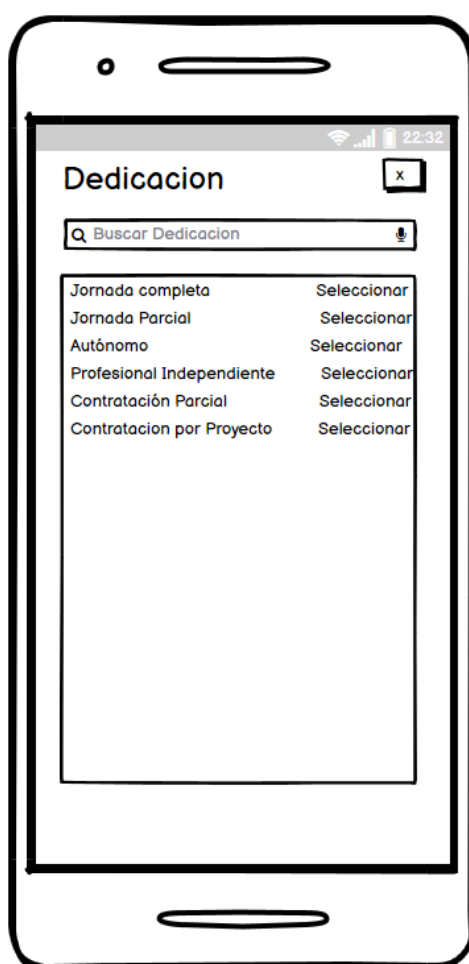 22:32
Dedicacion
x
Buscar Dedicacion
Jornada completa Seleccionar
Jornada Parcial Seleccionar
Autónomo Seleccionar
Profesional Independiente Seleccionar
Contratación Parcial Seleccionar
Contratacion por Proyecto Seleccionar